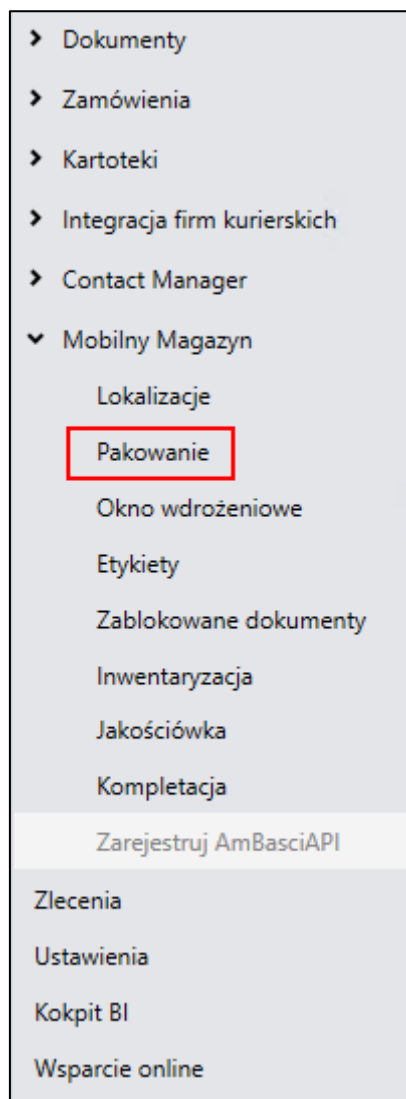 Dokumenty
Zamówienia
Kartoteki
Integracja firm kurierskich
Contact Manager
Mobilny Magazyn
Lokalizacje
Pakowanie
Okno wdrożeniowe
Etykiety
Zablokowane dokumenty
Inwentaryzacja
Jakościówka
Kompletacja
Zarejestruj AmBasciAPI
Zlecenia
Ustawienia
Kokpit BI
Wsparcie online